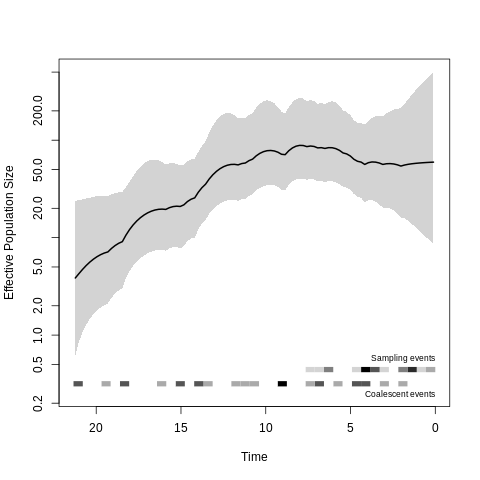 Effective Population Size
200.0
50.0
20.0
5.0
2.0
1.0
0.5
0.2
Sampling events
Coalescent events
20 15 10 5 0
Time